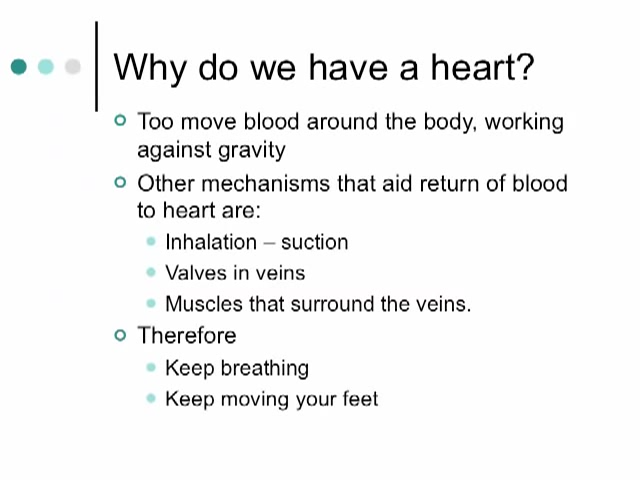 Why do we have a heart?
Too move blood around the body, working
against gravity
Other mechanisms that aid return of blood
to heart are:
Inhalation – suction
Valves in veins
Muscles that surround the veins.
Therefore
Keep breathing
Keep moving your feet